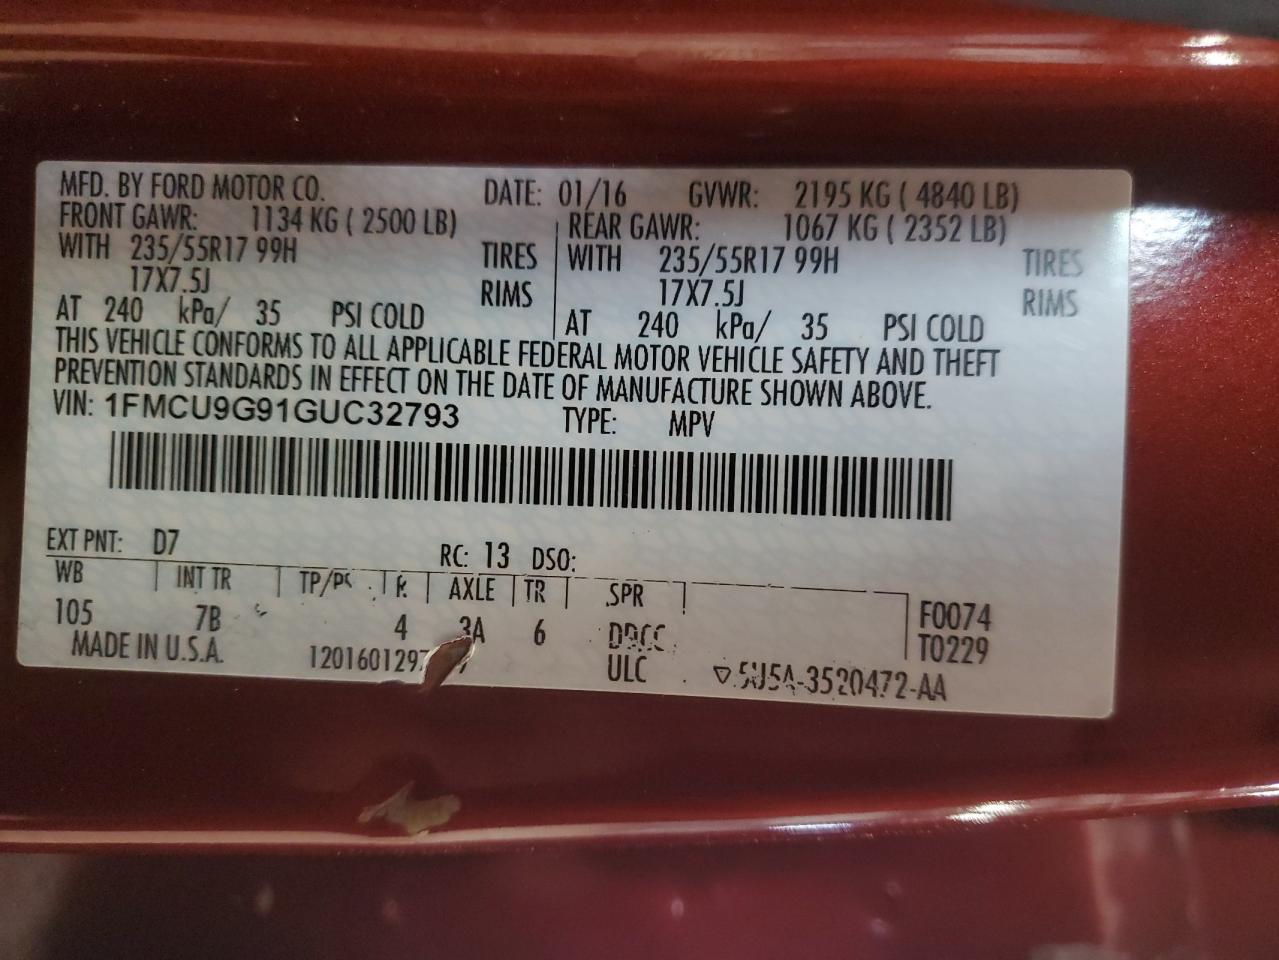 MFD. BY FORD MOTOR CO. DATE: 01/16 GVWR: 2195 KG ( 4840 LB)
FRONT GAWR: 1134 KG ( 2500 LB) REAR GAWR: 1067 KG ( 2352 LB)
WITH 235/55R17 99H TIRES WITH 235/55R17 99H TIRES
17X7.5J RIMS 17X7.5J RIMS
AT 240 kPa/ 35 PSI COLD AT 240 kPa/ 35 PSI COLD
THIS VEHICLE CONFORMS TO ALL APPLICABLE FEDERAL MOTOR VEHICLE SAFETY AND THEFT
PREVENTION STANDARDS IN EFFECT ON THE DATE OF MANUFACTURE SHOWN ABOVE.
VIN: 1FMCU9G91GUC32793 TYPE: MPV
EXT PNT: D7 RC: 13 DSO:
WB INT TR TP/PS R AXLE TR SPR
105 7B 4 3A 6 F0074
T0229
MADE IN U.S.A. ULC